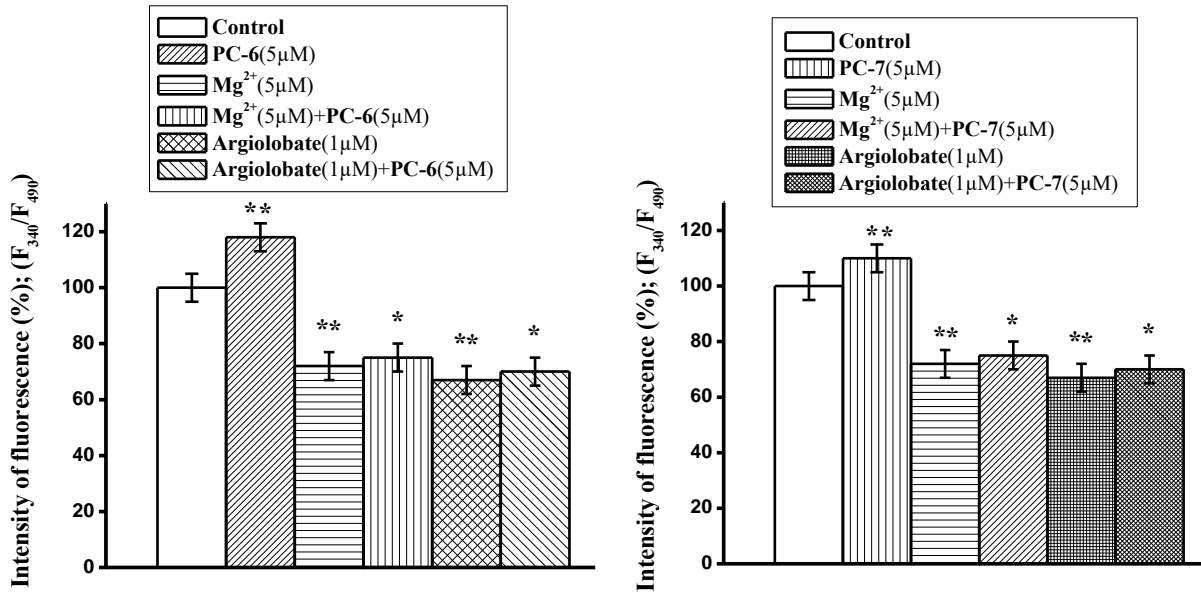 Control
PC-6(5μM)
Mg²⁺(5μM)
Mg²⁺(5μM)+PC-6(5μM)
Argiolobate(1μM)
Argiolobate(1μM)+PC-6(5μM)
Intensity of fluorescence (%); (F₃₄₀/F₄₉₀)
120
100
80
60
40
20
0
**
**
*
**
*
Control
PC-7(5μM)
Mg²⁺(5μM)
Mg²⁺(5μM)+PC-7(5μM)
Argiolobate(1μM)
Argiolobate(1μM)+PC-7(5μM)
Intensity of fluorescence (%); (F₃₄₀/F₄₉₀)
120
100
80
60
40
20
0
**
**
*
**
*